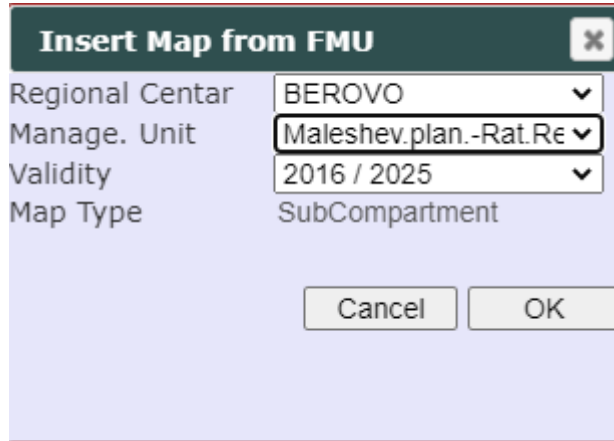 Insert Map from FMU
Regional Centar BEROVO
Manage. Unit Maleshev.plan.-Rat.Re
Validity 2016 / 2025
Map Type SubCompartment
Cancel OK